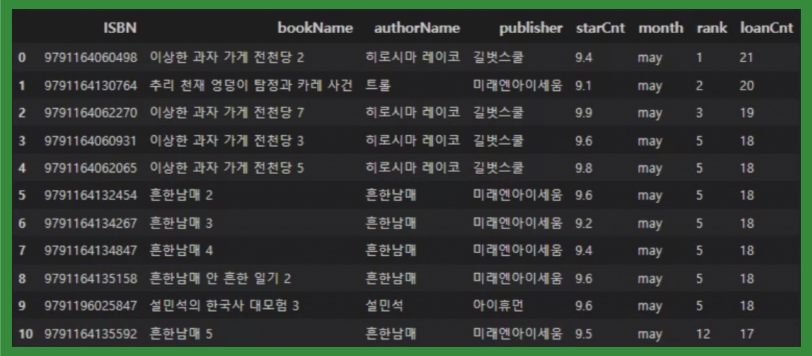 ISBN bookName authorName publisher starCnt month rank loanCnt
0 9791164060498 이상한 과자 가게 전천당 2 히로시마 레이코 길벗스쿨 9.4 may 1 21
1 9791164130764 추리 천재 엉덩이 탐정과 카레 사건 트롤 미래엔아이세움 9.1 may 2 20
2 9791164062270 이상한 과자 가게 전천당 7 히로시마 레이코 길벗스쿨 9.9 may 3 19
3 9791164060931 이상한 과자 가게 전천당 3 히로시마 레이코 길벗스쿨 9.6 may 5 18
4 9791164062065 이상한 과자 가게 전천당 5 히로시마 레이코 길벗스쿨 9.8 may 5 18
5 9791164132454 흔한남매 2 흔한남매 미래엔아이세움 9.6 may 5 18
6 9791164134267 흔한남매 3 흔한남매 미래엔아이세움 9.2 may 5 18
7 9791164134847 흔한남매 4 흔한남매 미래엔아이세움 9.4 may 5 18
8 9791164135158 흔한남매 안 흔한 일기 2 흔한남매 미래엔아이세움 9.6 may 5 18
9 9791196025847 설민석의 한국사 대모험 3 설민석 아이휴먼 9.6 may 5 18
10 9791164135592 흔한남매 5 흔한남매 미래엔아이세움 9.5 may 12 17